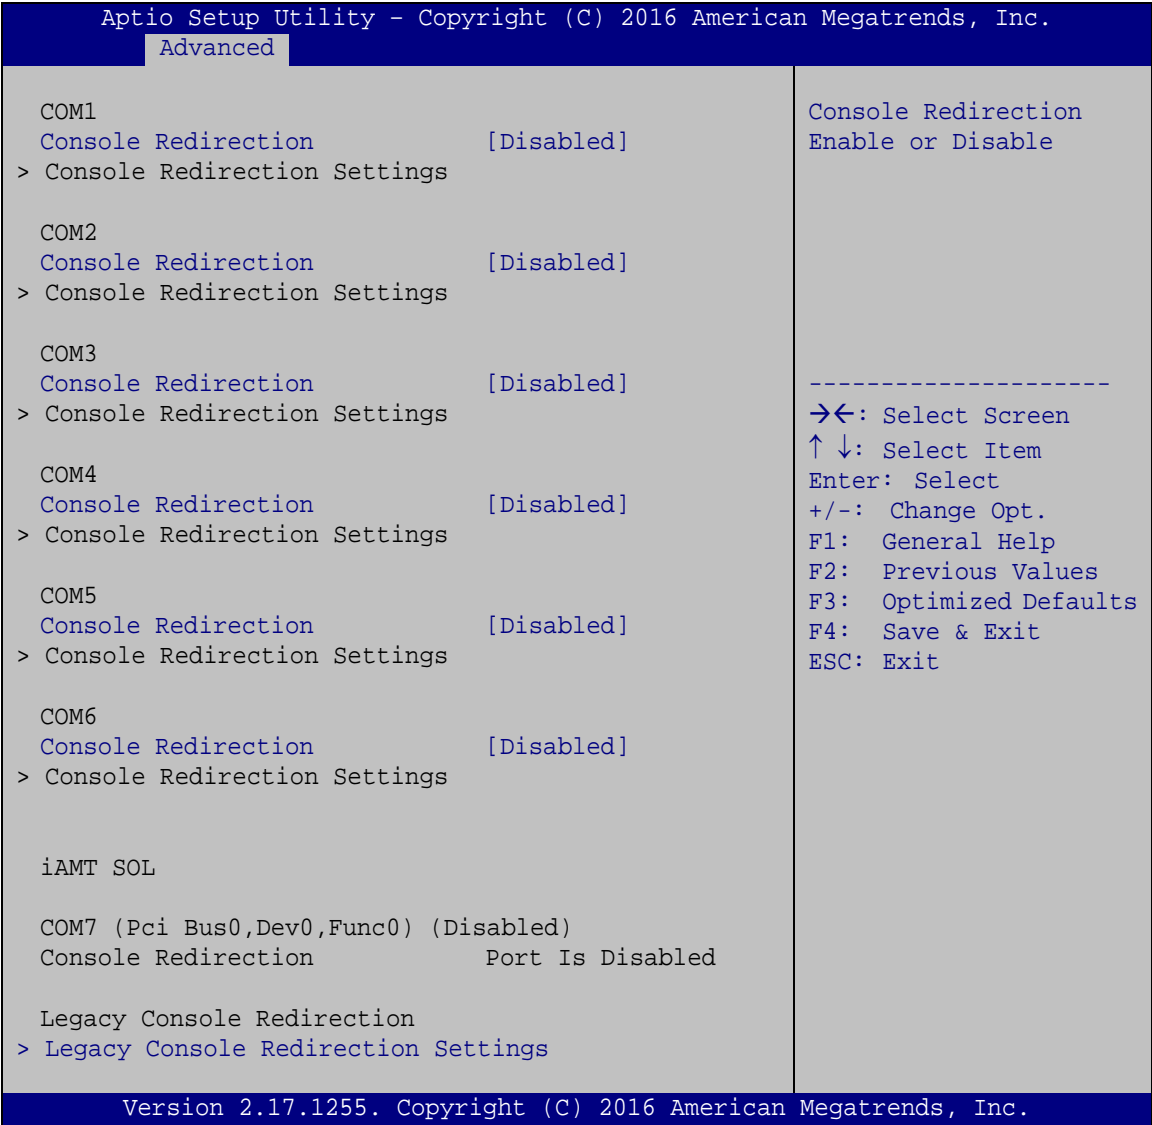 Aptio Setup Utility – Copyright (C) 2016 American Megatrends, Inc.
Advanced
COM1
Console Redirection [Disabled]
> Console Redirection Settings
COM2
Console Redirection [Disabled]
> Console Redirection Settings
COM3
Console Redirection [Disabled]
> Console Redirection Settings
COM4
Console Redirection [Disabled]
> Console Redirection Settings
COM5
Console Redirection [Disabled]
> Console Redirection Settings
COM6
Console Redirection [Disabled]
> Console Redirection Settings
iAMT SOL
COM7 (Pci Bus0,Dev0,Func0) (Disabled)
Console Redirection Port Is Disabled
Legacy Console Redirection
> Legacy Console Redirection Settings
Console Redirection
Enable or Disable
---------------------
→←: Select Screen
↑ ↓: Select Item
Enter: Select
+/-: Change Opt.
F1: General Help
F2: Previous Values
F3: Optimized Defaults
F4: Save & Exit
ESC: Exit
Version 2.17.1255. Copyright (C) 2016 American Megatrends, Inc.